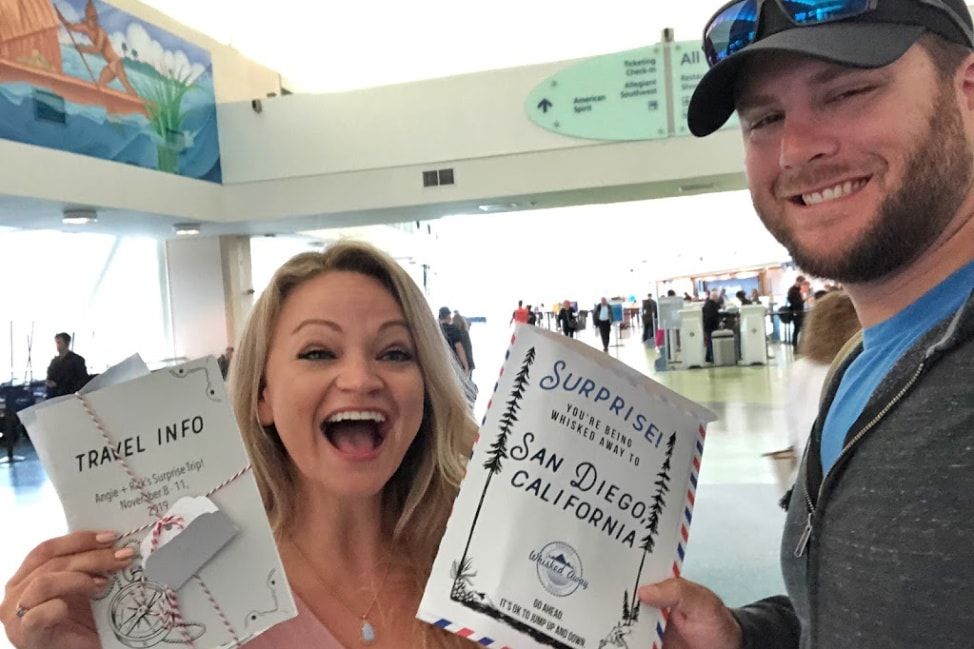 Ticketing
Check-in
Allegiant
Southwest
American
Spirit
All
TRAVEL INFO
Angie + Rick's Surprise Trip!
November 8 - 11,
2019
SURPRISE!
YOU'RE BEING
WHISKED AWAY TO
SAN DIEGO,
CALIFORNIA
Whisked Away
GO AHEAD.
IT'S OK TO JUMP UP AND DOWN.